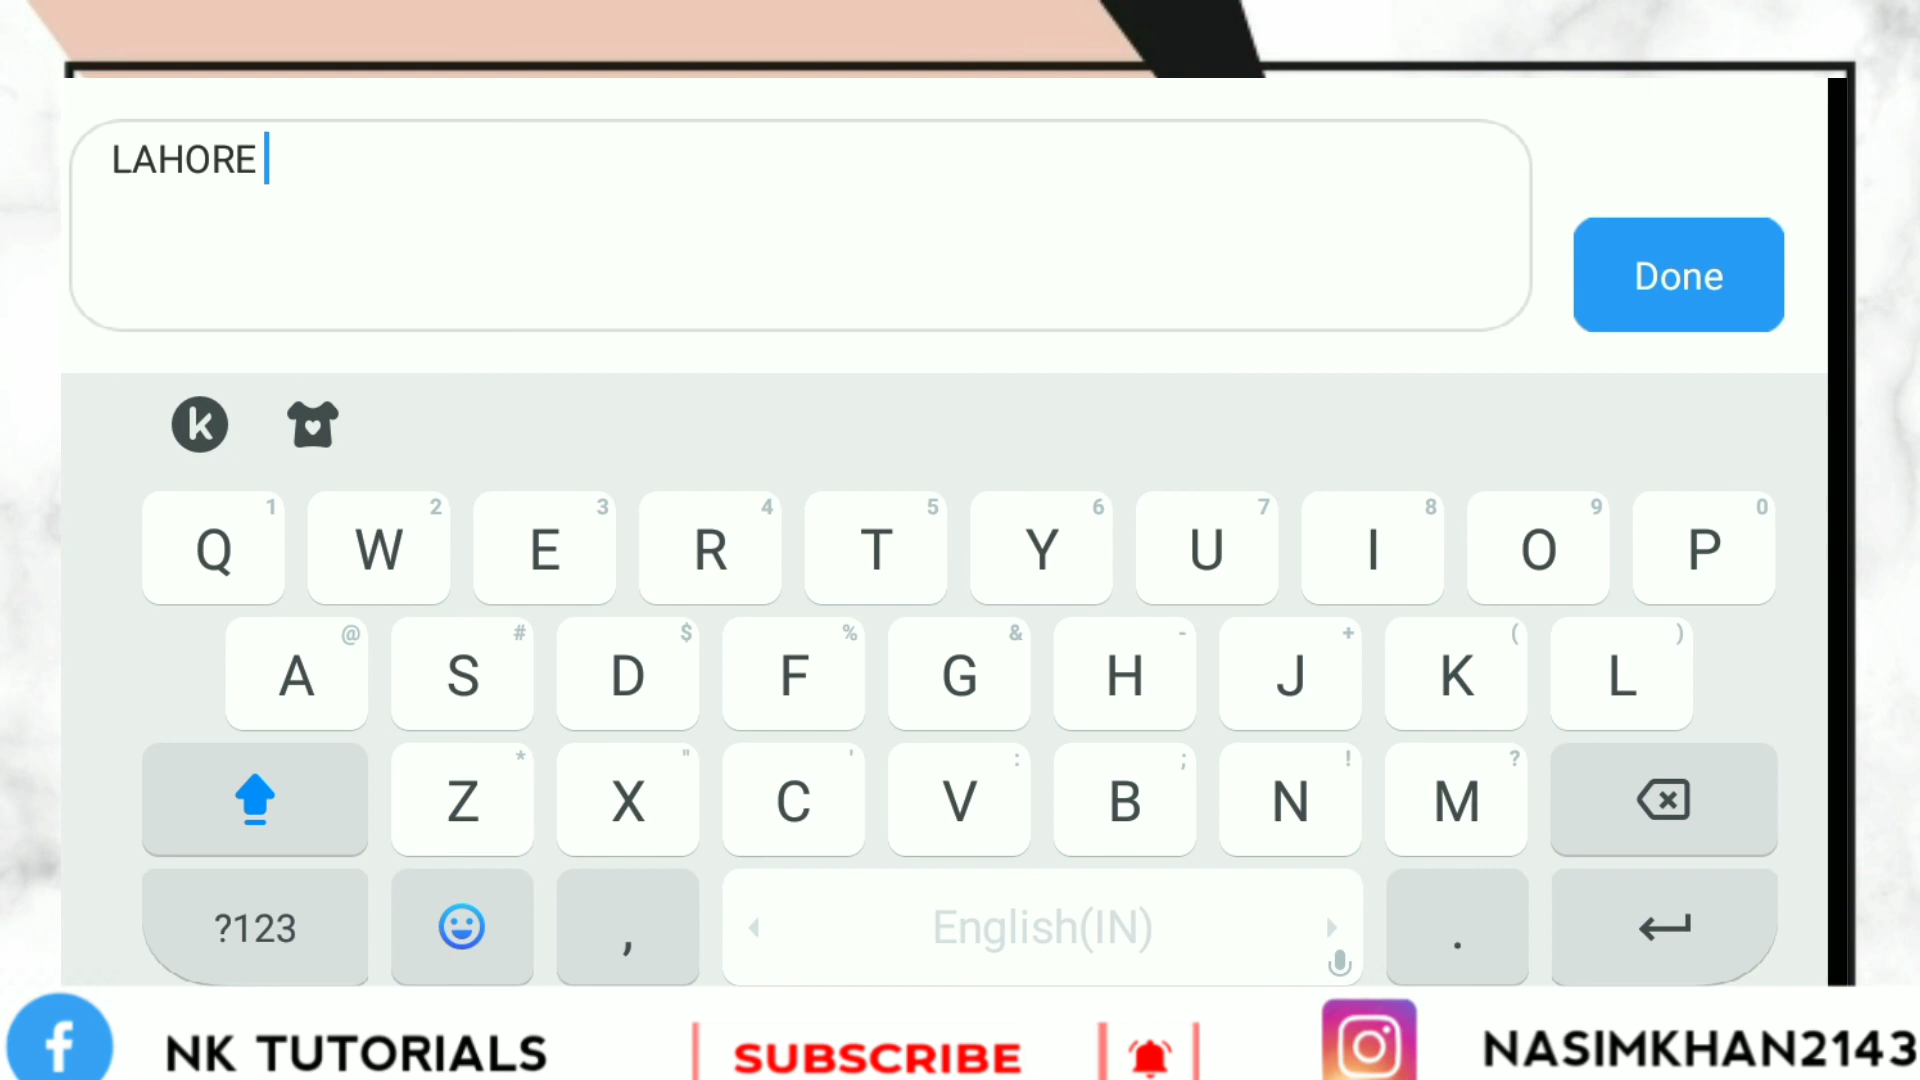 LAHORE
Done
k
1 2 3 4 5 6 7 8 9 0
Q W E R T Y U I O P
@ # $ % & - + ( )
A S D F G H J K L
* " ' : ; ! ?
Z X C V B N M
?123 , English(IN) .
f NK TUTORIALS SUBSCRIBE NASIMKHAN2143